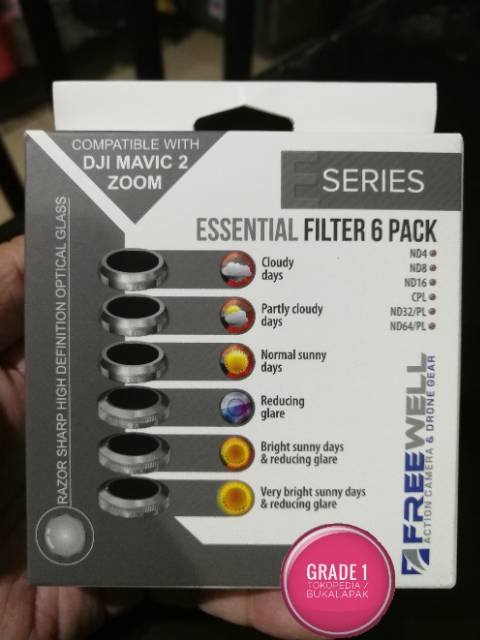 COMPATIBLE WITH
DJI MAVIC 2
ZOOM
E SERIES
ESSENTIAL FILTER 6 PACK
ND4
ND8
ND16
CPL
ND32/PL
ND64/PL
Cloudy
days
Partly cloudy
days
Normal sunny
days
Reducing
glare
Bright sunny days
& reducing glare
Very bright sunny days
& reducing glare
RAZOR SHARP HIGH DEFINITION OPTICAL GLASS
FREEWELL
ACTION CAMERA & DRONE GEAR
GRADE 1
TOKOPEDIA /
BUKALAPAK